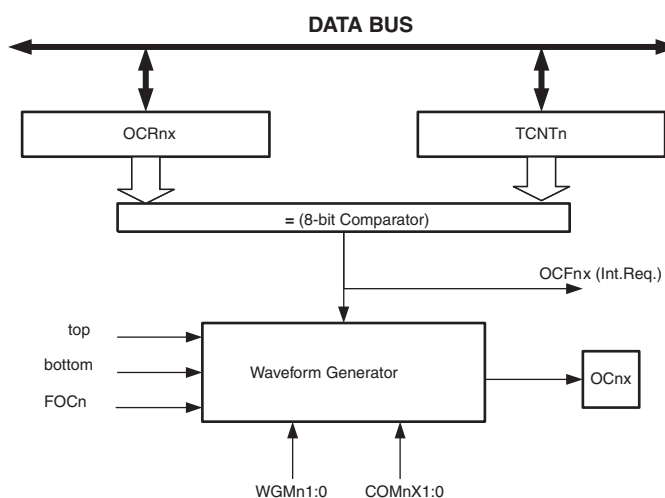 DATA BUS
OCRnx
TCNTn
= (8-bit Comparator)
OCFnx (Int.Req.)
top
bottom
FOCn
Waveform Generator
OCnx
WGMn1:0
COMnX1:0